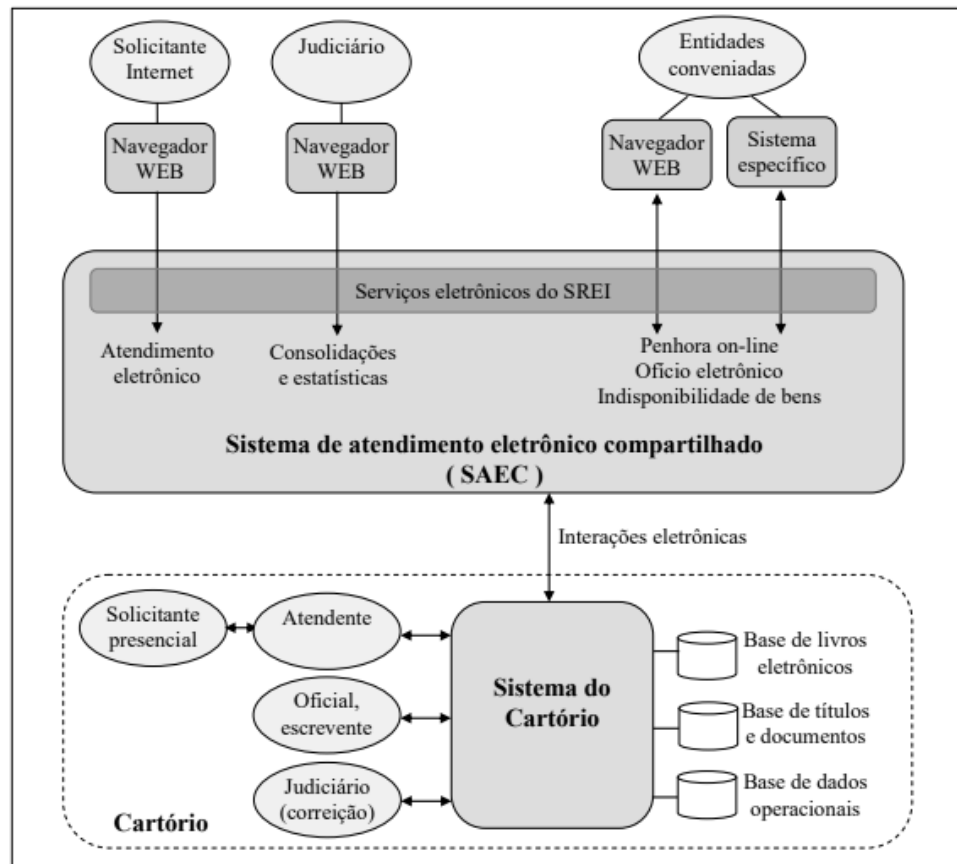 Solicitante
Internet
Judiciário
Entidades
conveniadas
Navegador
WEB
Navegador
WEB
Navegador
WEB
Sistema
específico
Serviços eletrônicos do SREI
Atendimento
eletrônico
Consolidações
e estatísticas
Penhora on-line
Ofício eletrônico
Indisponibilidade de bens
Sistema de atendimento eletrônico compartilhado
( SAEC )
Interações eletrônicas
Solicitante
presencial
Atendente
Oficial,
escrevente
Judiciário
(correição)
Cartório
Sistema do
Cartório
Base de livros
eletrônicos
Base de títulos
e documentos
Base de dados
operacionais